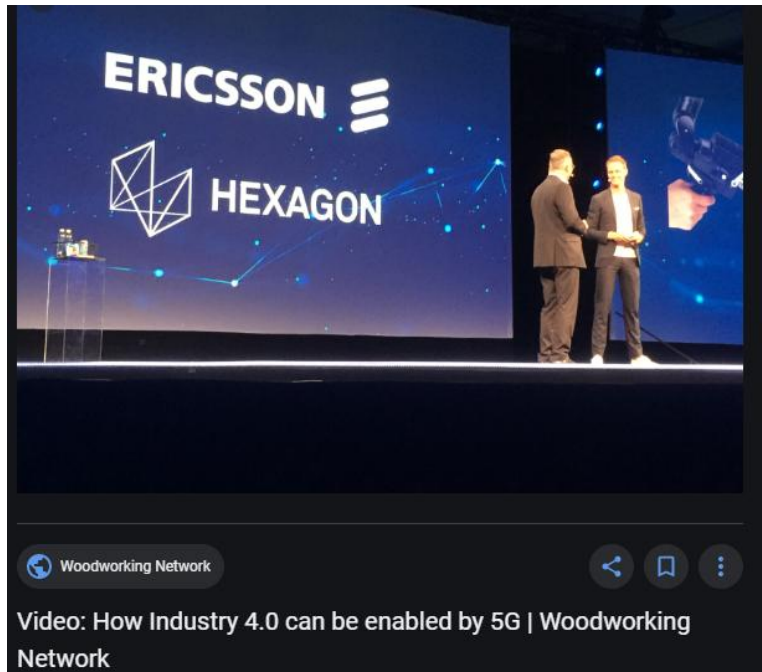 ERICSSON
HEXAGON
Woodworking Network
Video: How Industry 4.0 can be enabled by 5G | Woodworking
Network